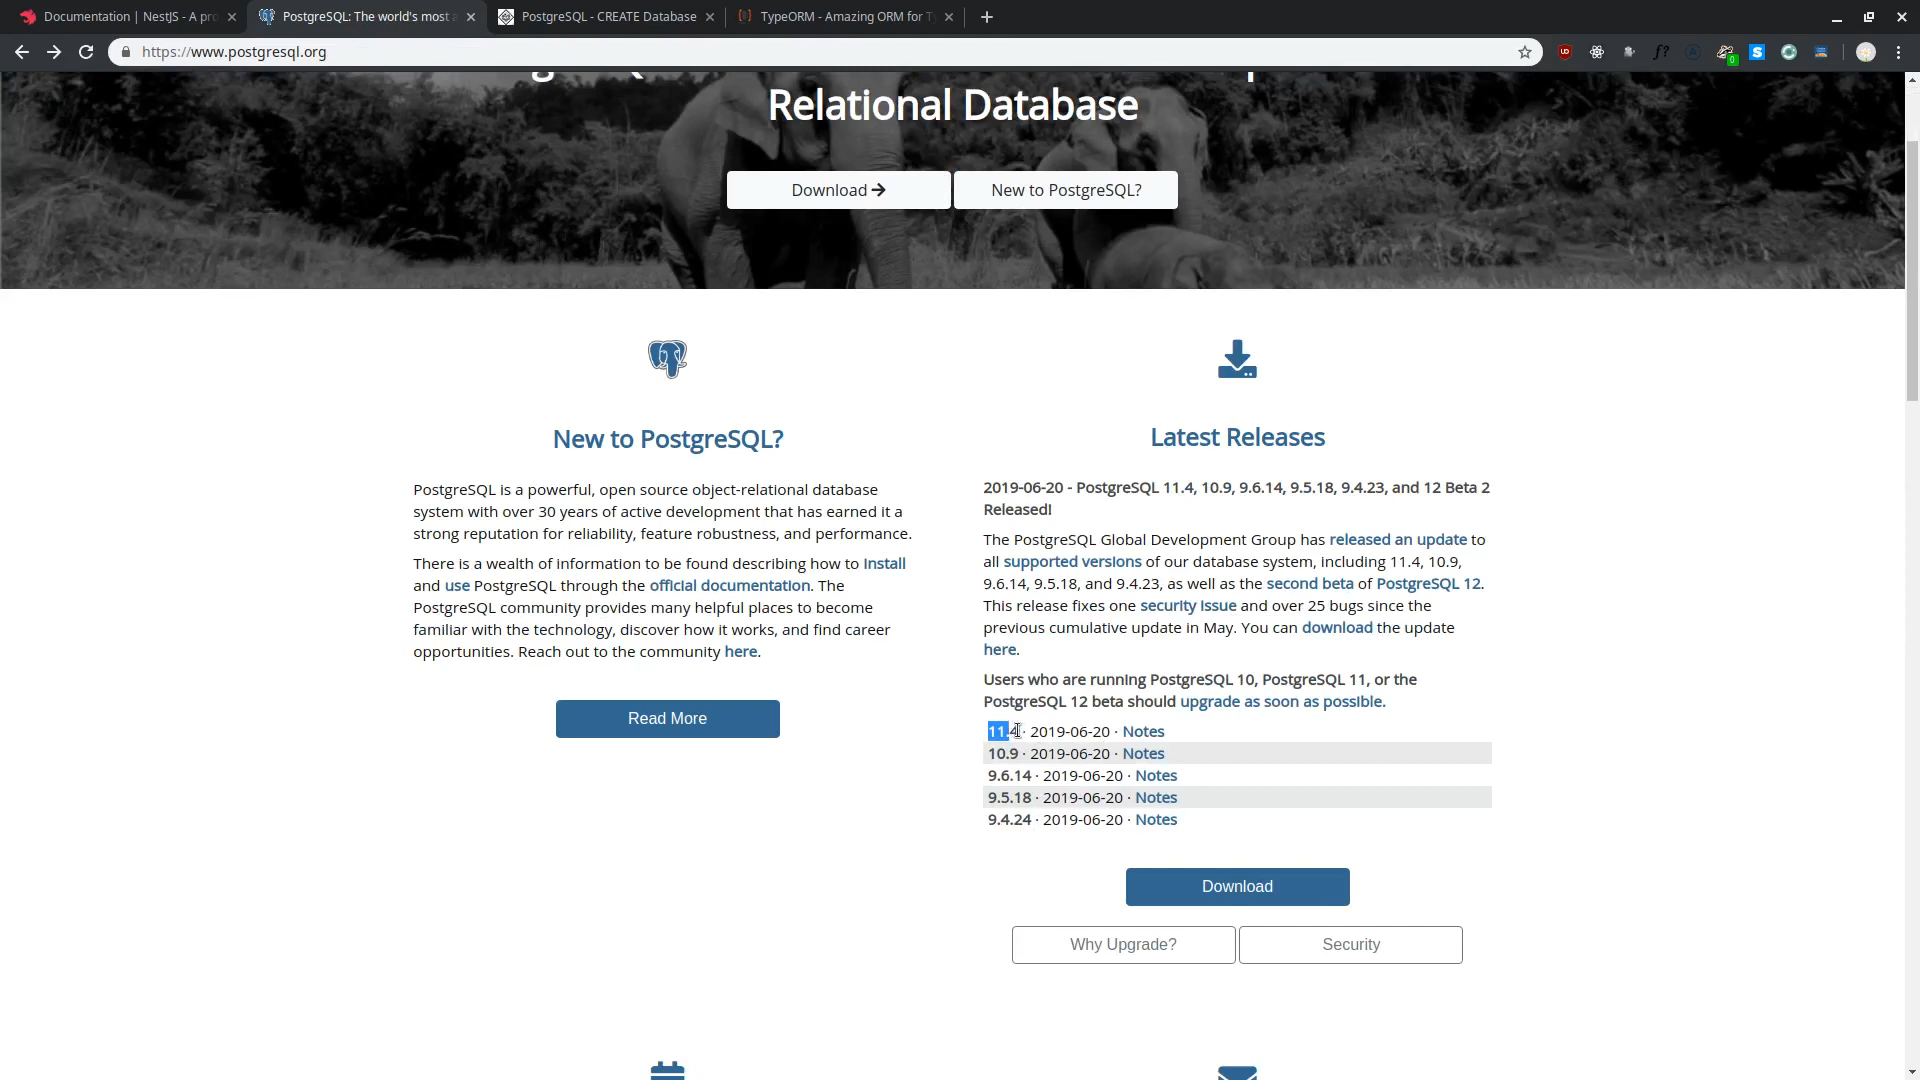 Documentation | NestJS - A pro
PostgreSQL: The world's most a
PostgreSQL - CREATE Database
TypeORM - Amazing ORM for Ty
https://www.postgresql.org
0
Relational Database
Download
New to PostgreSQL?
New to PostgreSQL?
PostgreSQL is a powerful, open source object-relational database
system with over 30 years of active development that has earned it a
strong reputation for reliability, feature robustness, and performance.
There is a wealth of information to be found describing how to install
and use PostgreSQL through the official documentation. The
PostgreSQL community provides many helpful places to become
familiar with the technology, discover how it works, and find career
opportunities. Reach out to the community here.
Read More
Latest Releases
2019-06-20 - PostgreSQL 11.4, 10.9, 9.6.14, 9.5.18, 9.4.23, and 12 Beta 2
Released!
The PostgreSQL Global Development Group has released an update to
all supported versions of our database system, including 11.4, 10.9,
9.6.14, 9.5.18, and 9.4.23, as well as the second beta of PostgreSQL 12.
This release fixes one security issue and over 25 bugs since the
previous cumulative update in May. You can download the update
here.
Users who are running PostgreSQL 10, PostgreSQL 11, or the
PostgreSQL 12 beta should upgrade as soon as possible.
11.4 · 2019-06-20 · Notes
10.9 · 2019-06-20 · Notes
9.6.14 · 2019-06-20 · Notes
9.5.18 · 2019-06-20 · Notes
9.4.24 · 2019-06-20 · Notes
Download
Why Upgrade?
Security